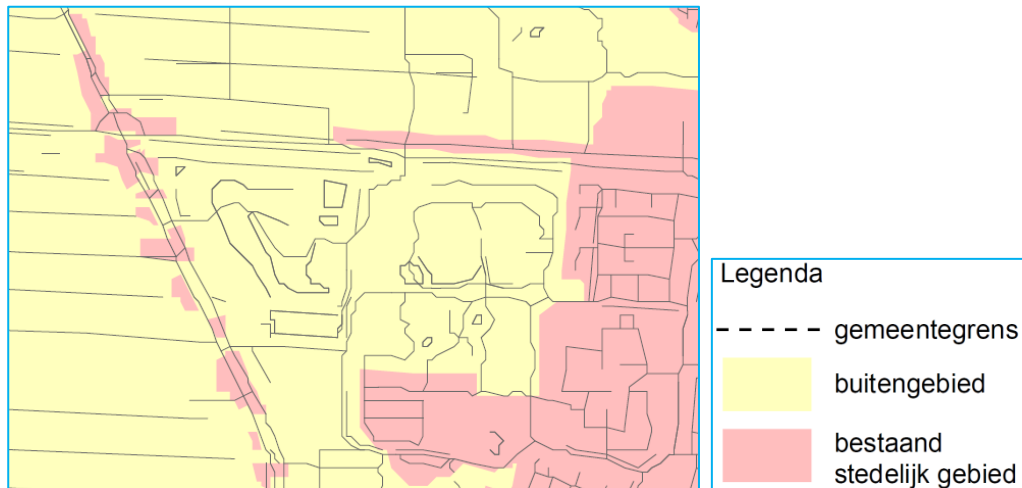 Legenda
gemeentegrens
buitengebied
bestaand
stedelijk gebied